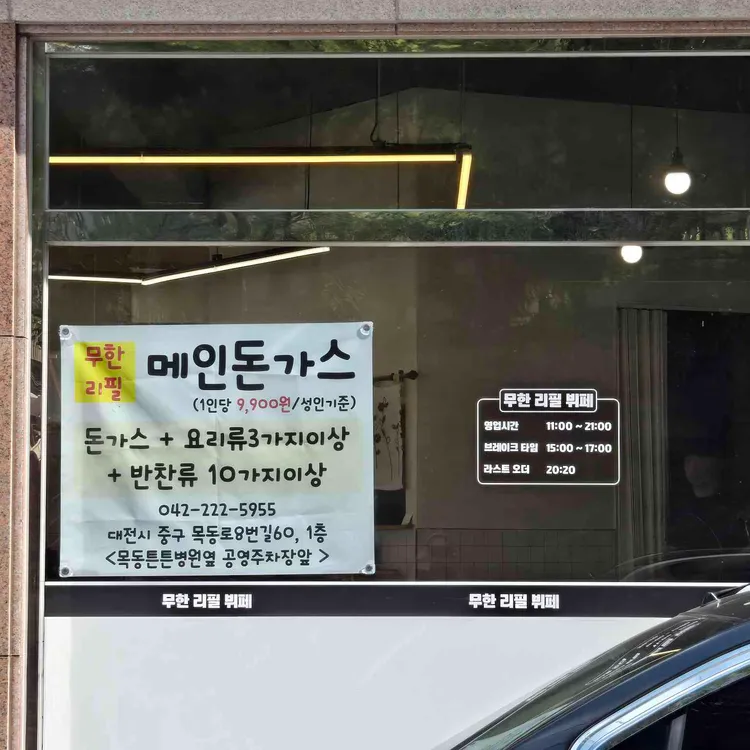 무한
리필
메인돈가스
(1인당 9,900원/성인기준)
돈가스 + 요리류3가지이상
+ 반찬류 10가지이상
042-222-5955
대전시 중구 목동로8번길60, 1층
<목동튼튼병원옆 공영주차장앞 >
무한 리필 뷔페
영업시간 11:00 ~ 21:00
브레이크 타임 15:00 ~ 17:00
라스트 오더 20:20
무한 리필 뷔페
무한 리필 뷔페